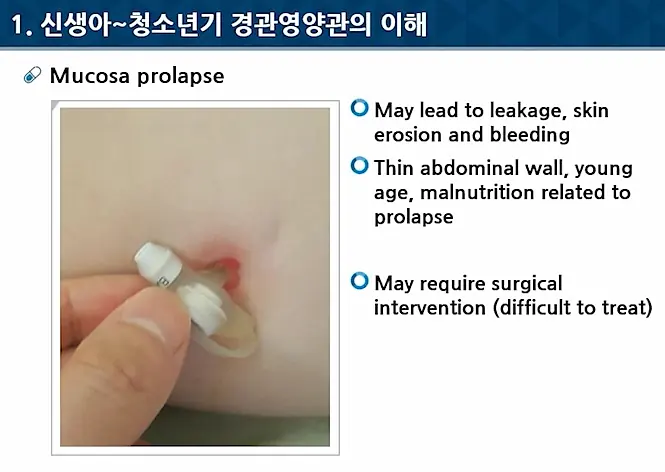 1. 신생아~청소년기 경관영양관의 이해
Mucosa prolapse
May lead to leakage, skin
erosion and bleeding
Thin abdominal wall, young
age, malnutrition related to
prolapse
May require surgical
intervention (difficult to treat)